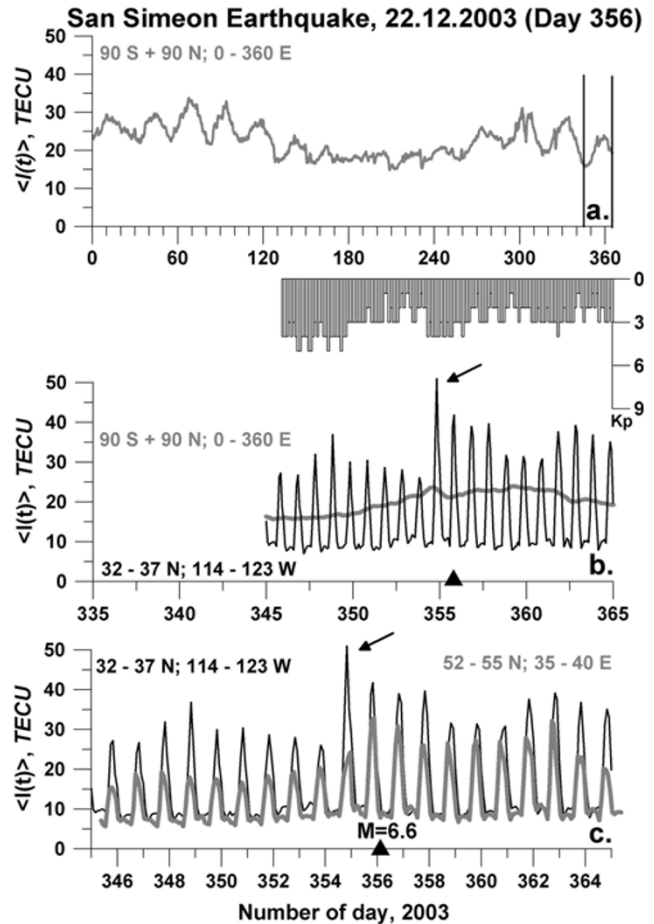 San Simeon Earthquake, 22.12.2003 (Day 356)
90 S + 90 N; 0 - 360 E
<I(t)>, TECU
50
40
30
20
10
0
a.
0 60 120 180 240 300 360
0
3
6
9
Kp
90 S + 90 N; 0 - 360 E
<I(t)>, TECU
50
40
30
20
10
0
32 - 37 N; 114 - 123 W
b.
335 340 345 350 355 360 365
32 - 37 N; 114 - 123 W
52 - 55 N; 35 - 40 E
<I(t)>, TECU
50
40
30
20
10
0
M=6.6
c.
346 348 350 352 354 356 358 360 362 364
Number of day, 2003